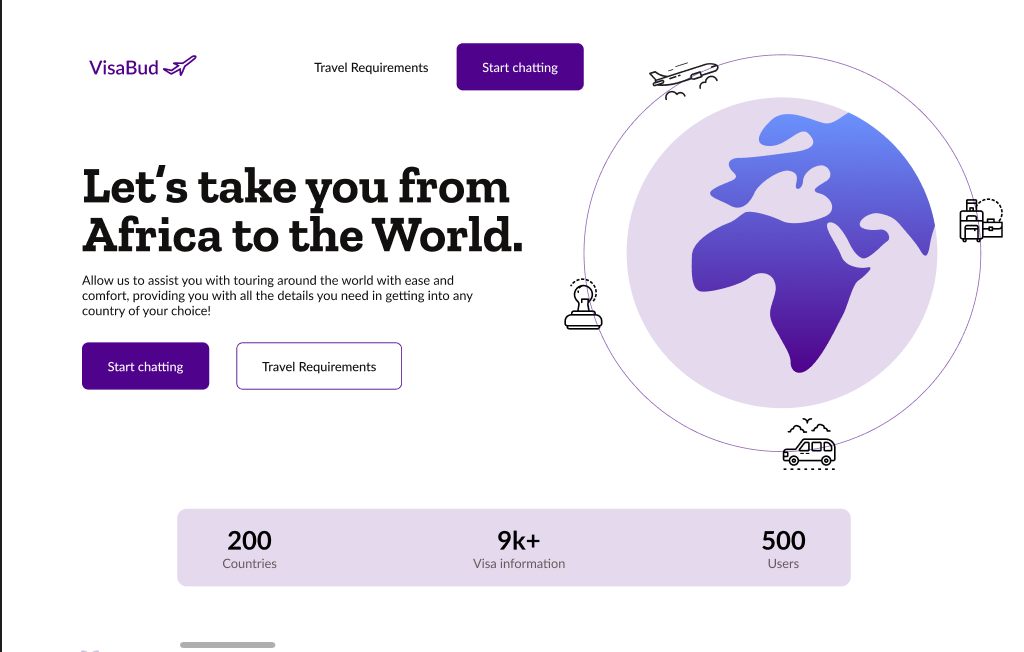 VisaBud
Travel Requirements
Start chatting
Let's take you from
Africa to the World.
Allow us to assist you with touring around the world with ease and
comfort, providing you with all the details you need in getting into any
country of your choice!
Start chatting
Travel Requirements
200
Countries
9k+
Visa information
500
Users